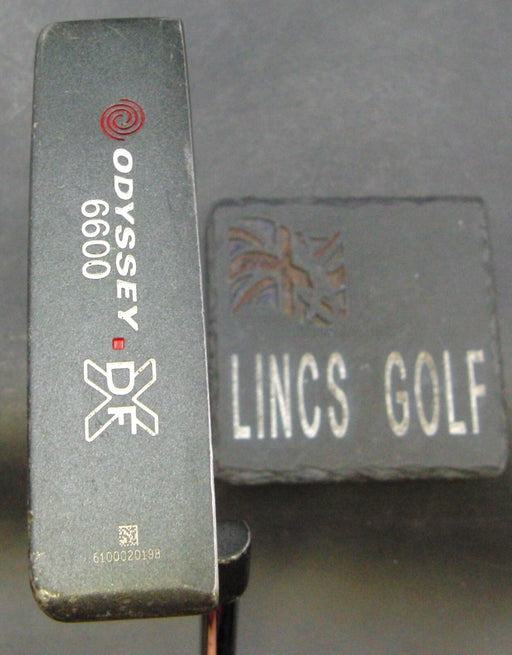 ODYSSEY
6600
DFX
6100020198
LINCS GOLF